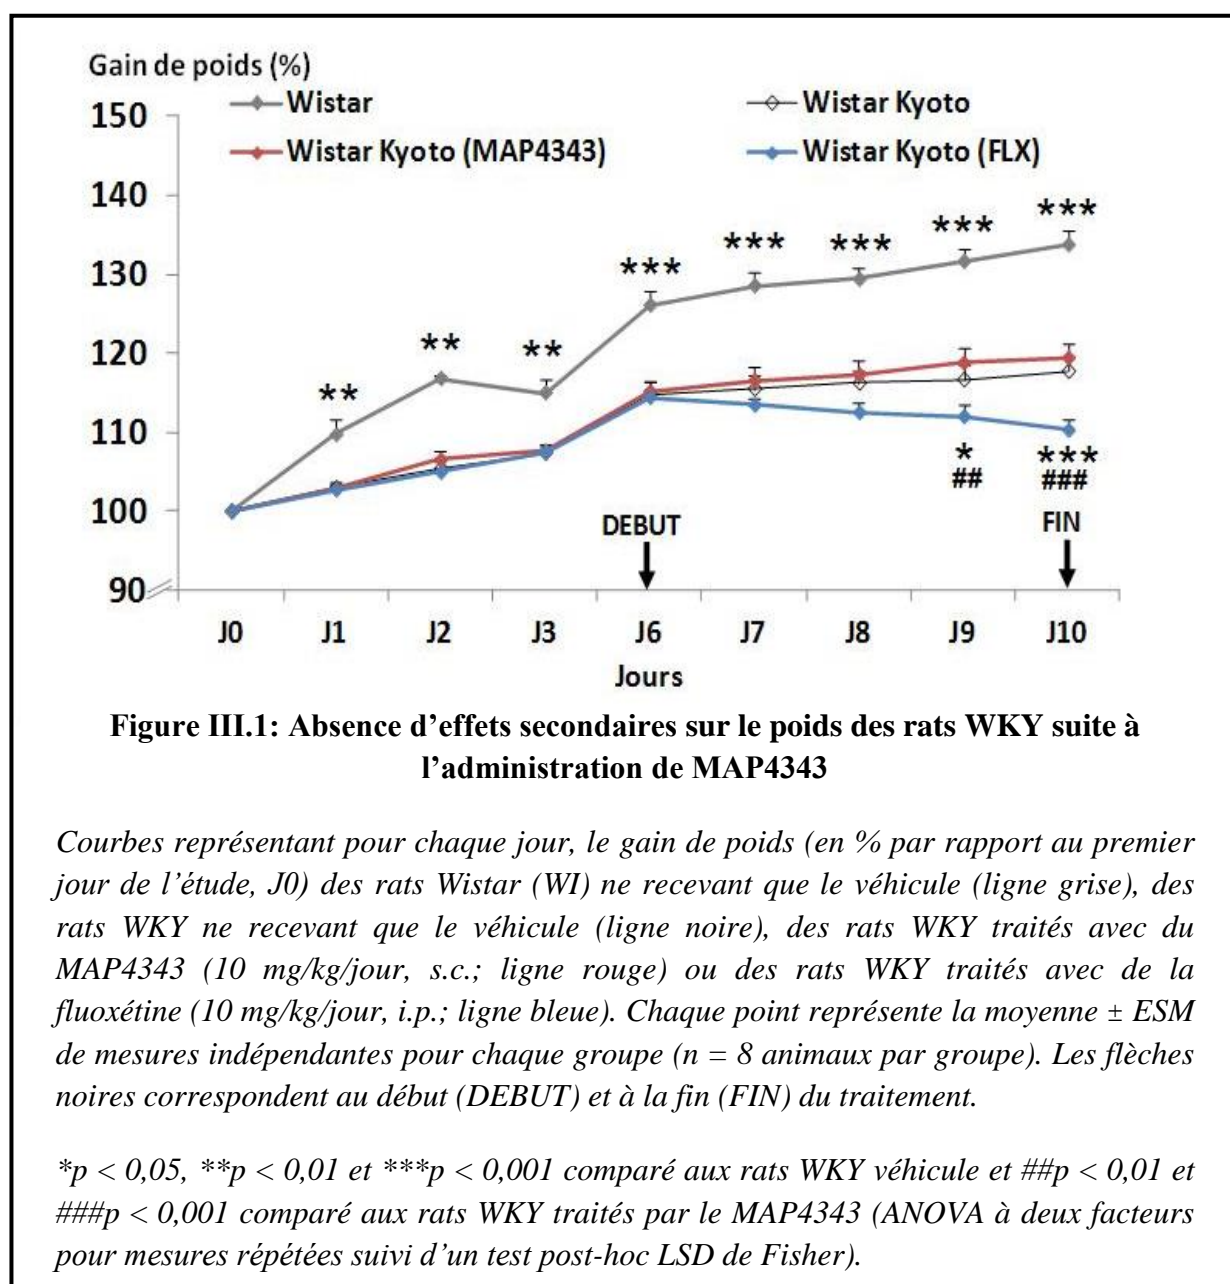 Gain de poids (%)
Wistar
Wistar Kyoto
Wistar Kyoto (MAP4343)
Wistar Kyoto (FLX)
150
140
130
120
110
100
90
** ** ** *** *** *** *** ***
* ***
## ###
DEBUT FIN
J0 J1 J2 J3 J6 J7 J8 J9 J10
Jours
Figure III.1: Absence d’effets secondaires sur le poids des rats WKY suite à
l’administration de MAP4343
Courbes représentant pour chaque jour, le gain de poids (en % par rapport au premier
jour de l’étude, J0) des rats Wistar (WI) ne recevant que le véhicule (ligne grise), des
rats WKY ne recevant que le véhicule (ligne noire), des rats WKY traités avec du
MAP4343 (10 mg/kg/jour, s.c.; ligne rouge) ou des rats WKY traités avec de la
fluoxétine (10 mg/kg/jour, i.p.; ligne bleue). Chaque point représente la moyenne ± ESM
de mesures indépendantes pour chaque groupe (n = 8 animaux par groupe). Les flèches
noires correspondent au début (DEBUT) et à la fin (FIN) du traitement.
*p < 0,05, **p < 0,01 et ***p < 0,001 comparé aux rats WKY véhicule et ##p < 0,01 et
###p < 0,001 comparé aux rats WKY traités par le MAP4343 (ANOVA à deux facteurs
pour mesures répétées suivi d’un test post-hoc LSD de Fisher).